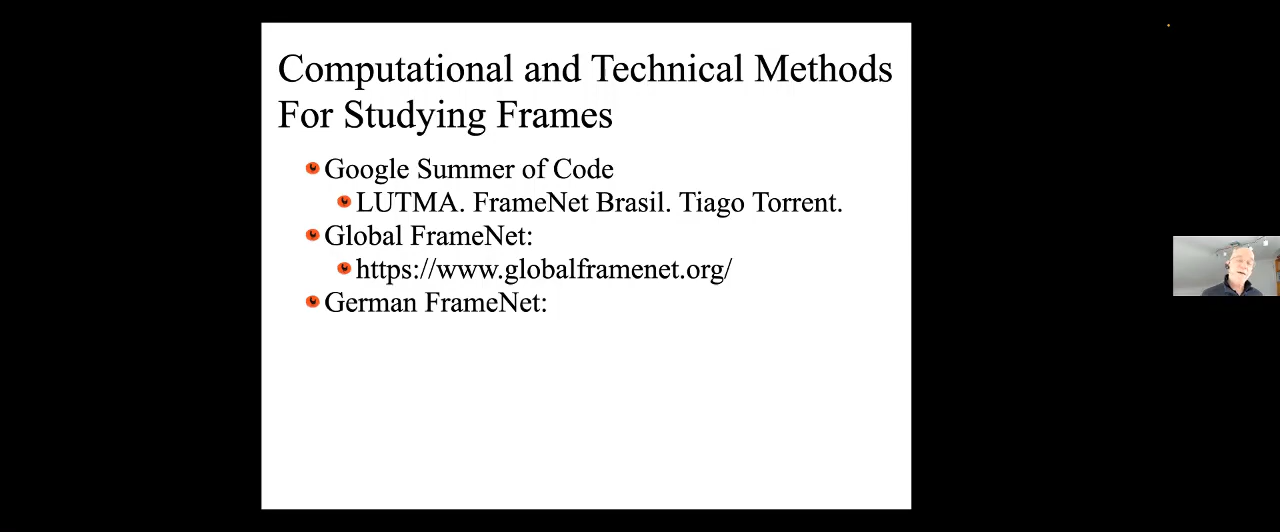 Computational and Technical Methods
For Studying Frames
Google Summer of Code
LUTMA. FrameNet Brasil. Tiago Torrent.
Global FrameNet:
https://www.globalframenet.org/
German FrameNet: